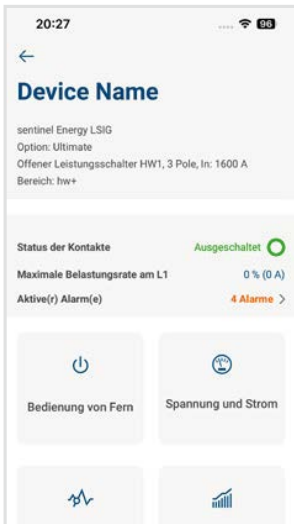 20:27
96
Device Name
sentinel Energy LSIG
Option: Ultimate
Offener Leistungsschalter HW1, 3 Pole, In: 1600 A
Bereich: hw+
Status der Kontakte Ausgeschaltet
Maximale Belastungsrate am L1 0 % (0 A)
Aktive(r) Alarm(e) 4 Alarme
Bedienung von Fern Spannung und Strom